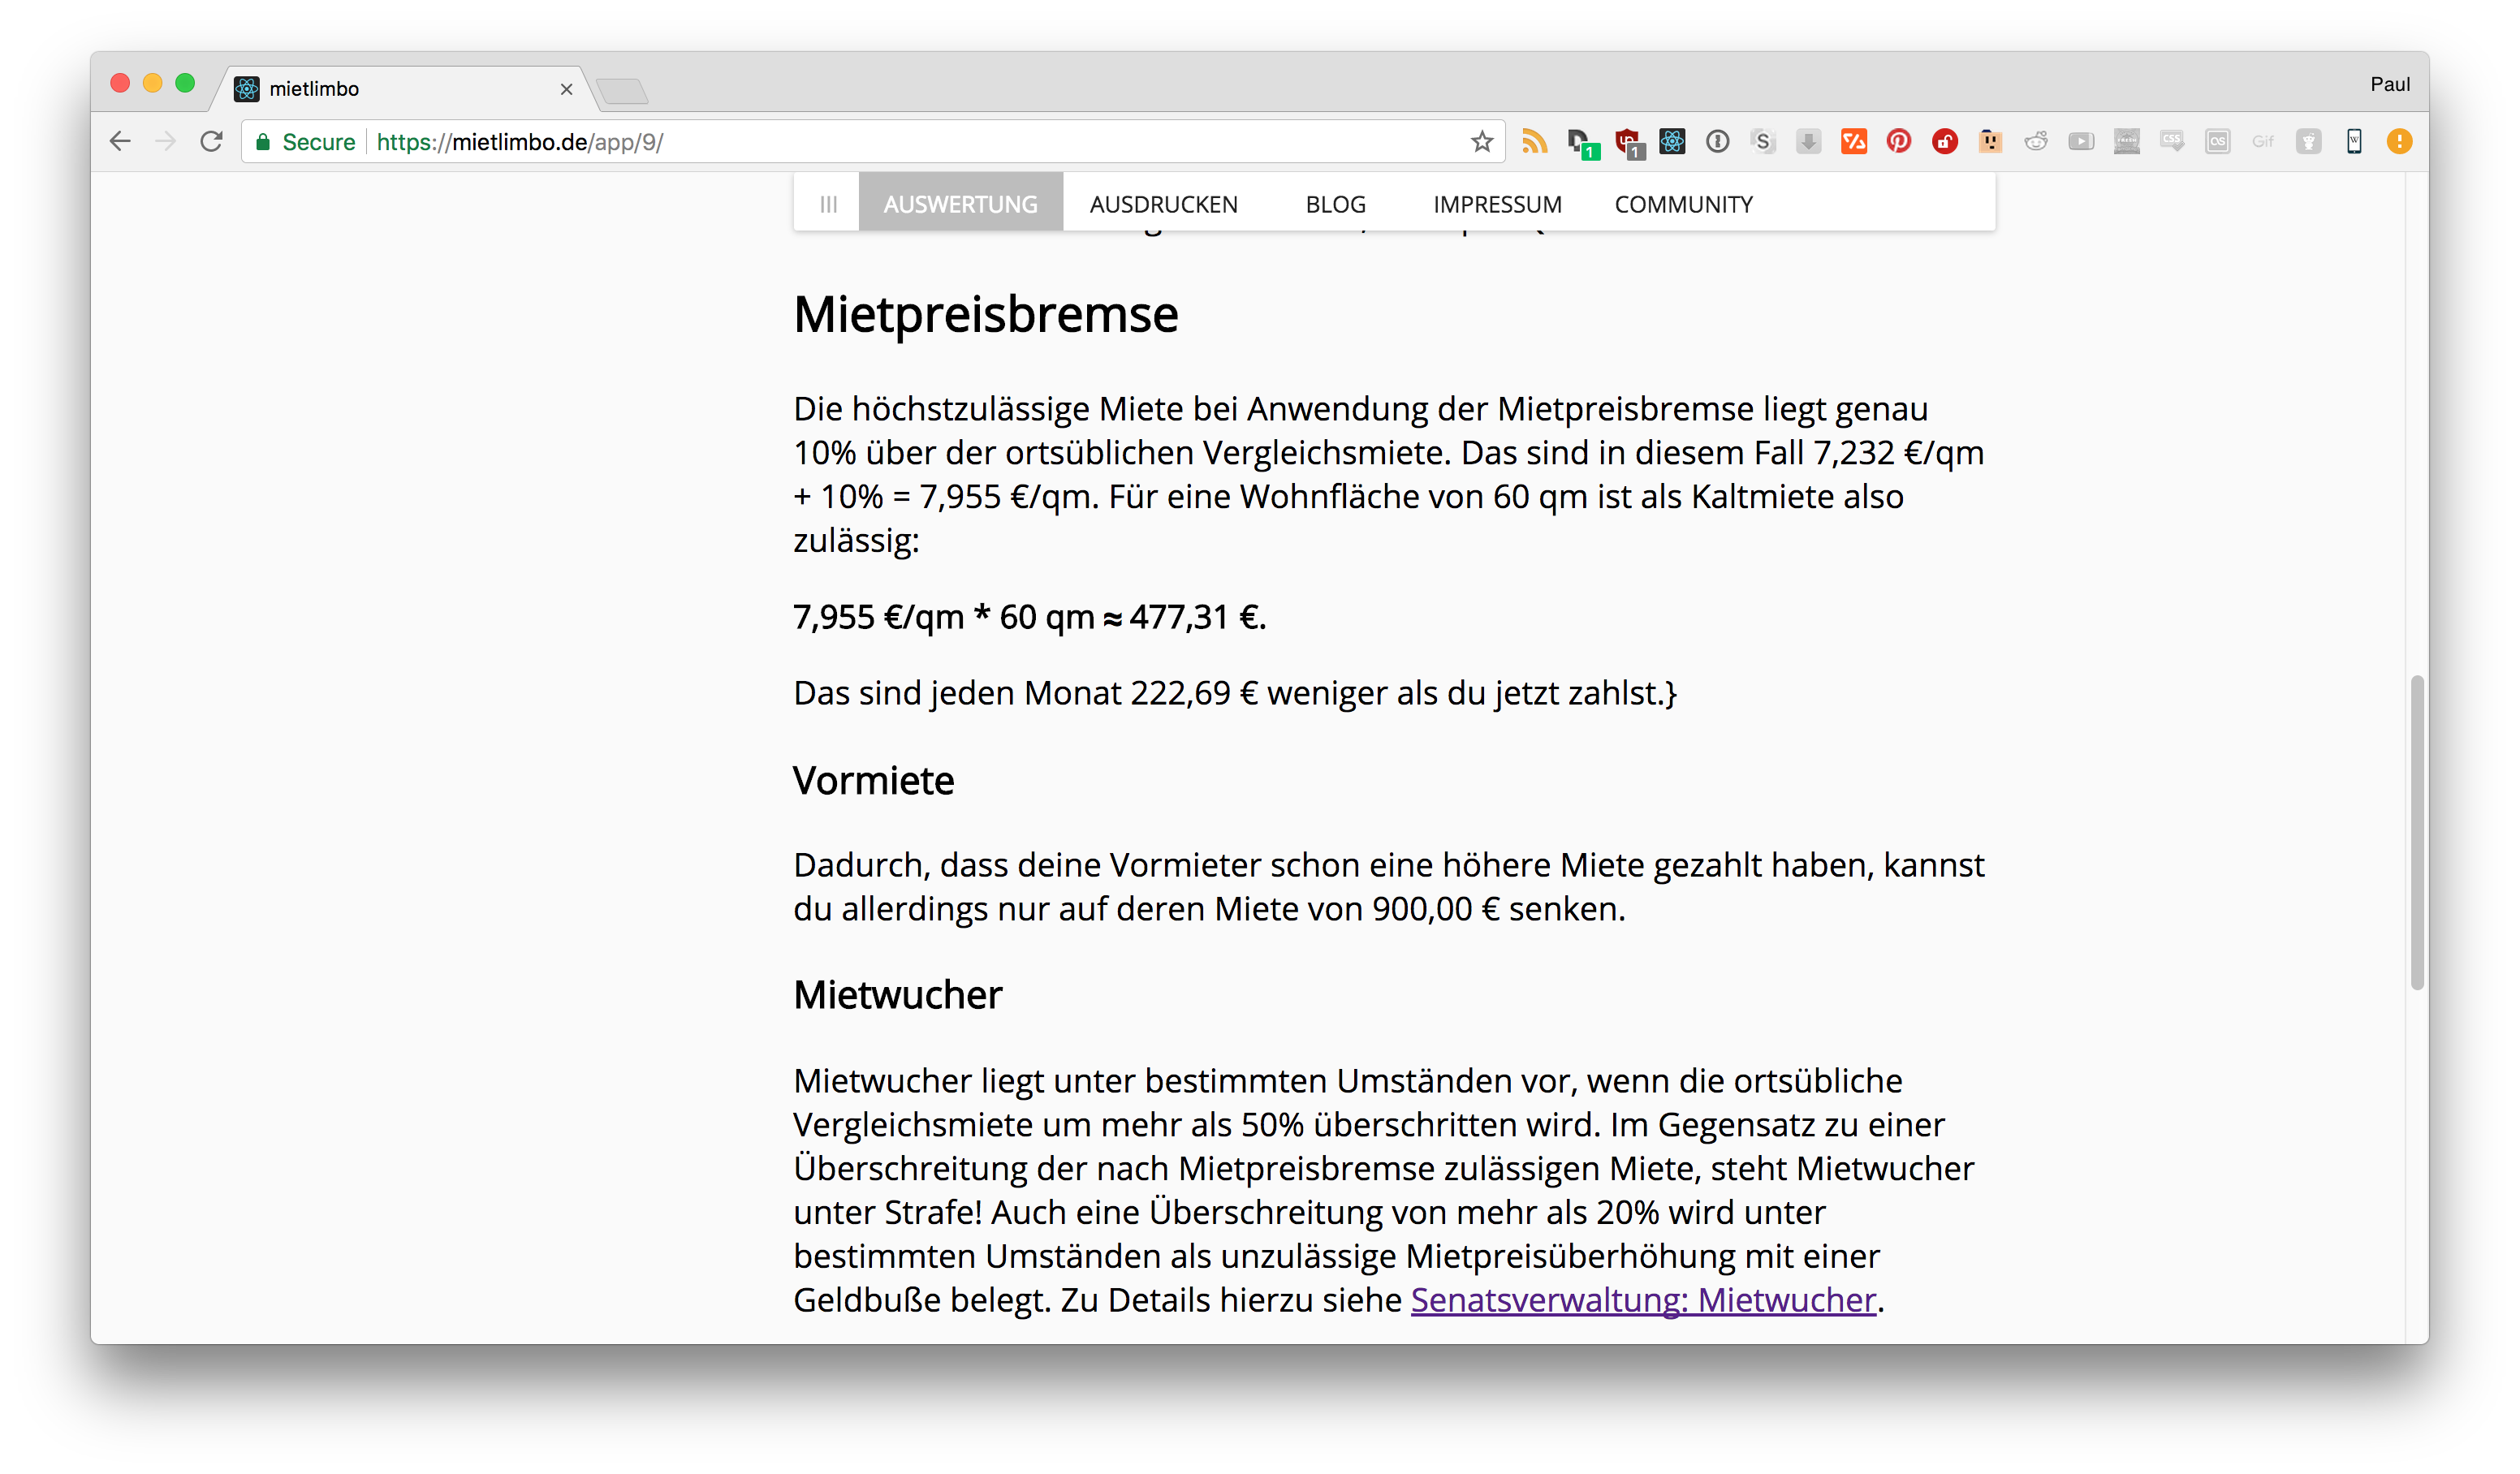 mietlimbo
Paul
Secure https://mietlimbo.de/app/9/
AUSWERTUNG AUSDRUCKEN BLOG IMPRESSUM COMMUNITY
Mietpreisbremse
Die höchstzulässige Miete bei Anwendung der Mietpreisbremse liegt genau
10% über der ortsüblichen Vergleichsmiete. Das sind in diesem Fall 7,232 €/qm
+ 10% = 7,955 €/qm. Für eine Wohnfläche von 60 qm ist als Kaltmiete also
zulässig:
7,955 €/qm * 60 qm ≈ 477,31 €.
Das sind jeden Monat 222,69 € weniger als du jetzt zahlst.}
Vormiete
Dadurch, dass deine Vormieter schon eine höhere Miete gezahlt haben, kannst
du allerdings nur auf deren Miete von 900,00 € senken.
Mietwucher
Mietwucher liegt unter bestimmten Umständen vor, wenn die ortsübliche
Vergleichsmiete um mehr als 50% überschritten wird. Im Gegensatz zu einer
Überschreitung der nach Mietpreisbremse zulässigen Miete, steht Mietwucher
unter Strafe! Auch eine Überschreitung von mehr als 20% wird unter
bestimmten Umständen als unzulässige Mietpreisüberhöhung mit einer
Geldbuße belegt. Zu Details hierzu siehe Senatsverwaltung: Mietwucher.